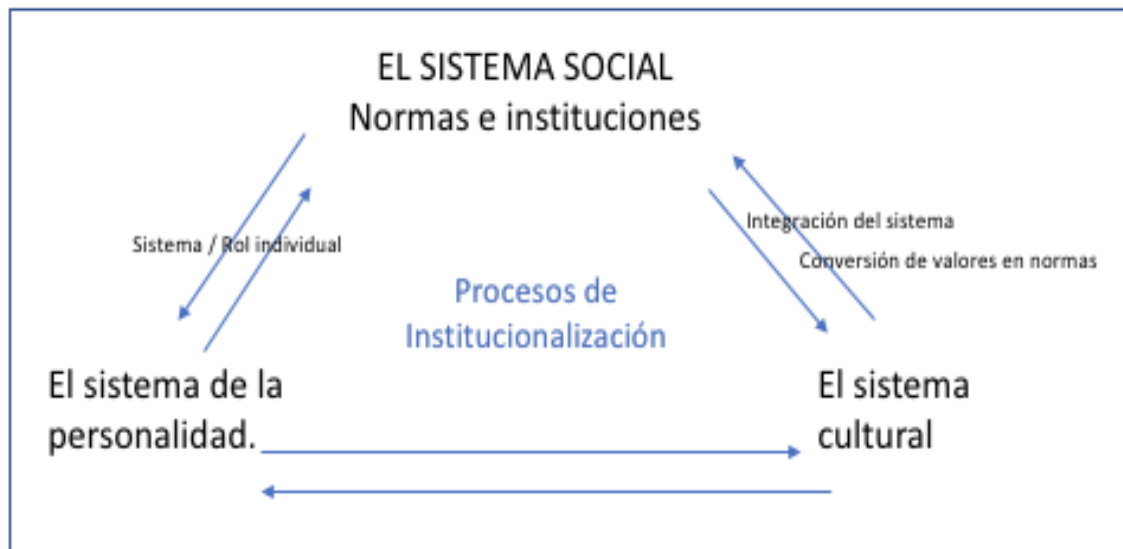 EL SISTEMA SOCIAL
Normas e instituciones
Integración del sistema
Sistema / Rol individual
Conversión de valores en normas
Procesos de
Institucionalización
El sistema de la
personalidad.
El sistema
cultural